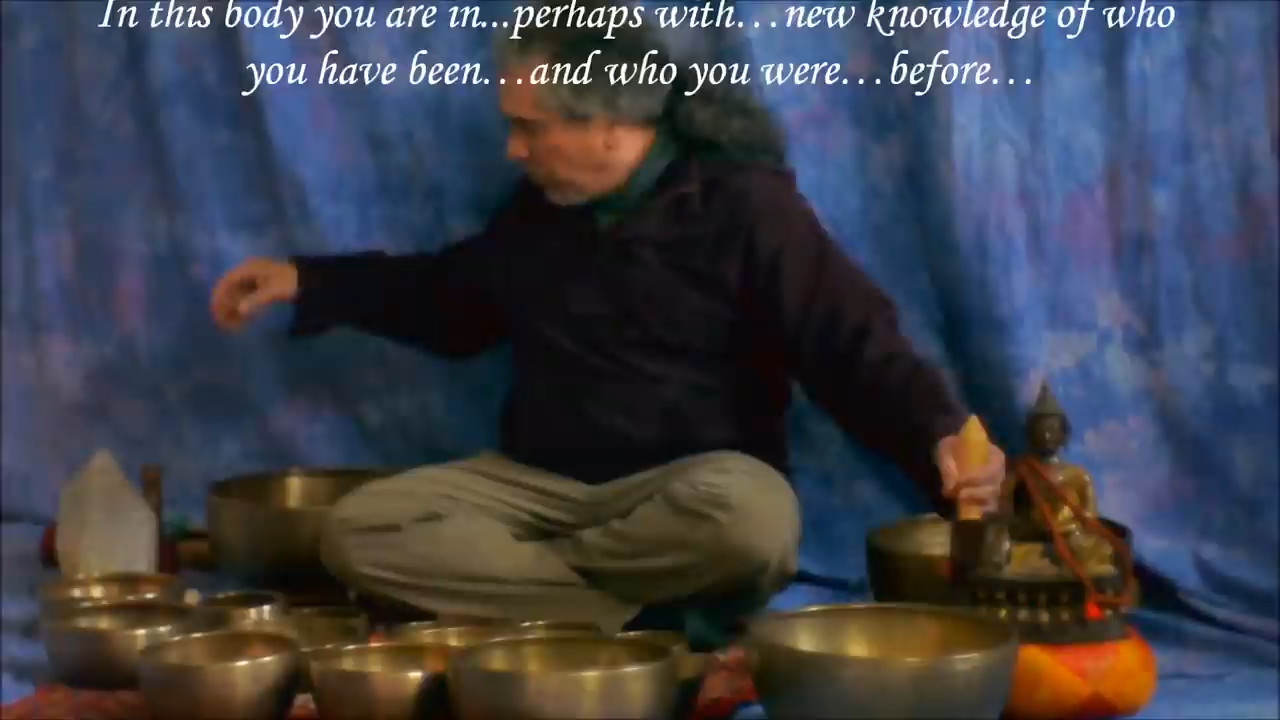 In this body you are in...perhaps with...new knowledge of who
you have been...and who you were...before...